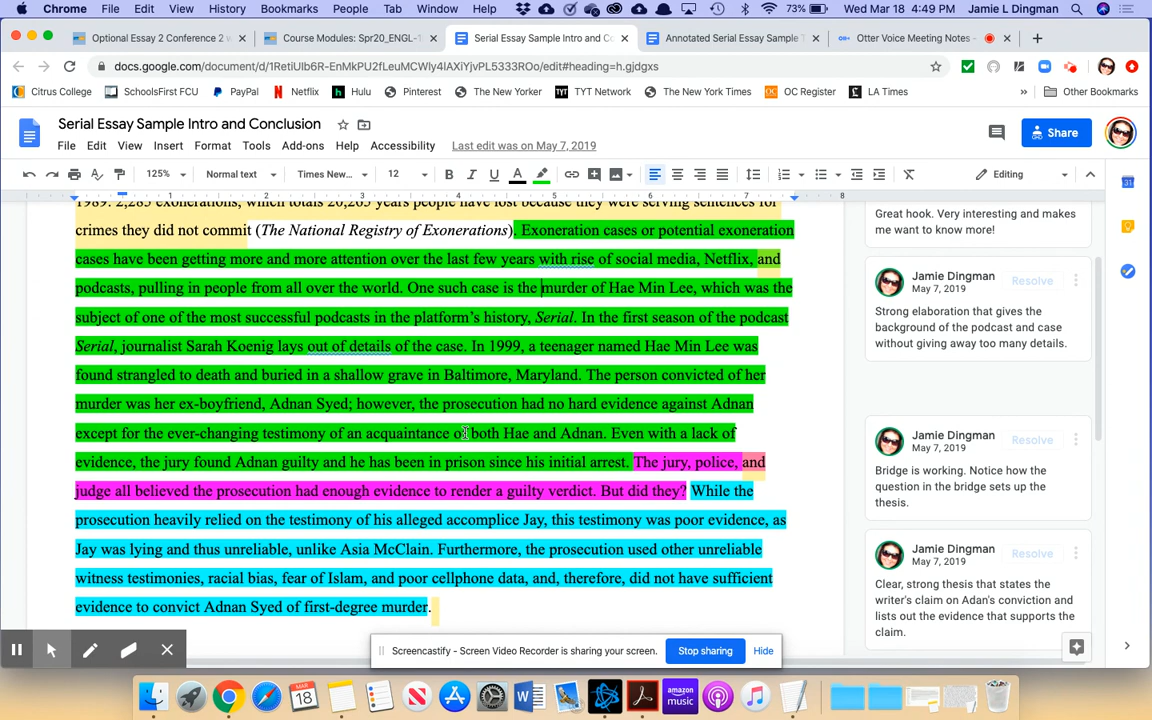 Chrome File Edit View History Bookmarks People Tab Window Help 73% Wed Mar 18 4:49 PM Jamie L Dingman
Optional Essay 2 Conference 2 w Course Modules: Spr20_ENGL-1 Serial Essay Sample Intro and Co Annotated Serial Essay Sample T Otter Voice Meeting Notes -
docs.google.com/document/d/1RetiUIb6R-EnMkPU2fLeuMCWly4lAXiYjvPL5333ROo/edit#heading=h.gjdgxs
Citrus College SchoolsFirst FCU PayPal Netflix Hulu Pinterest The New Yorker TYT Network The New York Times OC Register LA Times » Other Bookmarks
Serial Essay Sample Intro and Conclusion
Share
File Edit View Insert Format Tools Add-ons Help Accessibility Last edit was on May 7, 2019
125% Normal text Times New... 12 B I U A Editing
1 2 3 4 5 6 7 8
1989: 2,285 exonerations, which totals 20,265 years people have lost because they were serving sentences for
crimes they did not commit (The National Registry of Exonerations). Exoneration cases or potential exoneration
cases have been getting more and more attention over the last few years with rise of social media, Netflix, and
podcasts, pulling in people from all over the world. One such case is the murder of Hae Min Lee, which was the
subject of one of the most successful podcasts in the platform's history, Serial. In the first season of the podcast
Serial, journalist Sarah Koenig lays out of details of the case. In 1999, a teenager named Hae Min Lee was
found strangled to death and buried in a shallow grave in Baltimore, Maryland. The person convicted of her
murder was her ex-boyfriend, Adnan Syed; however, the prosecution had no hard evidence against Adnan
except for the ever-changing testimony of an acquaintance of both Hae and Adnan. Even with a lack of
evidence, the jury found Adnan guilty and he has been in prison since his initial arrest. The jury, police, and
judge all believed the prosecution had enough evidence to render a guilty verdict. But did they? While the
prosecution heavily relied on the testimony of his alleged accomplice Jay, this testimony was poor evidence, as
Jay was lying and thus unreliable, unlike Asia McClain. Furthermore, the prosecution used other unreliable
witness testimonies, racial bias, fear of Islam, and poor cellphone data, and, therefore, did not have sufficient
evidence to convict Adnan Syed of first-degree murder.
Great hook. Very interesting and makes
me want to know more!
Jamie Dingman
May 7, 2019
Resolve
Strong elaboration that gives the
background of the podcast and case
without giving away too many details.
Jamie Dingman
May 7, 2019
Resolve
Bridge is working. Notice how the
question in the bridge sets up the
thesis.
Jamie Dingman
May 7, 2019
Resolve
Clear, strong thesis that states the
writer's claim on Adan's conviction and
lists out the evidence that supports the
claim.
31
Screencastify - Screen Video Recorder is sharing your screen. Stop sharing Hide
MAR
18
amazon
music